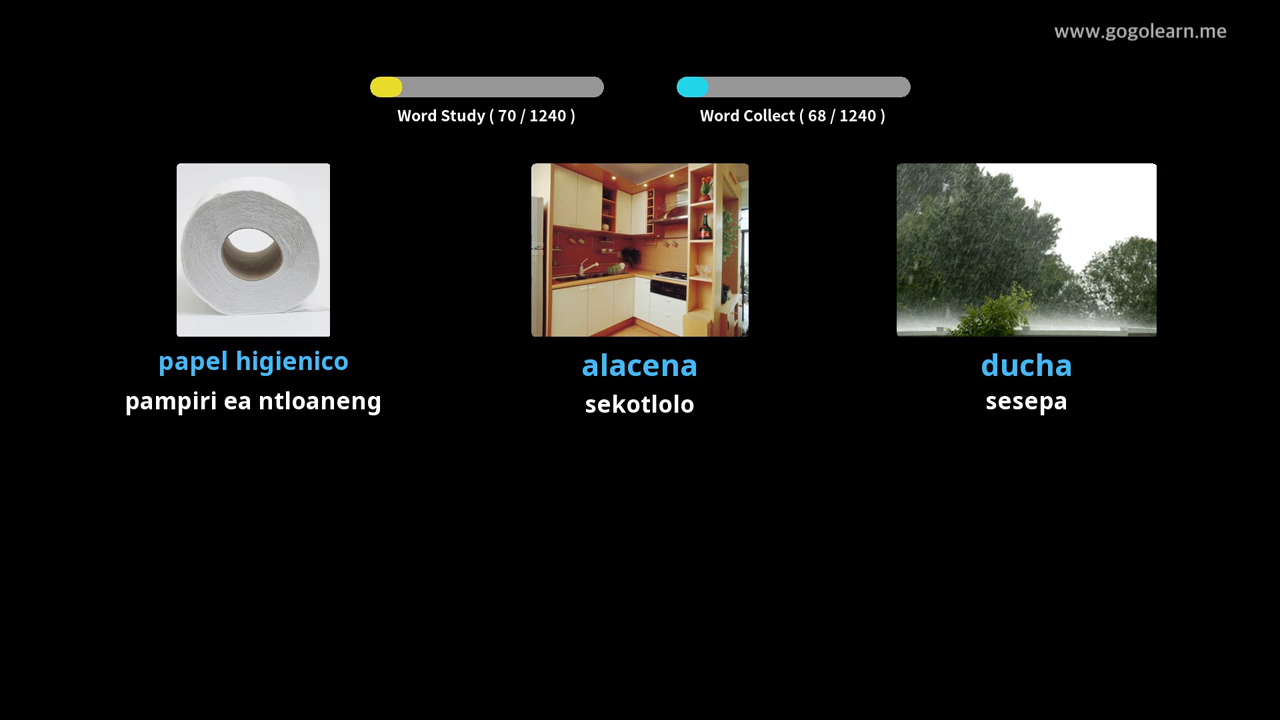 www.gogolearn.me
Word Study ( 70 / 1240 )
Word Collect ( 68 / 1240 )
papel higienico
pampiri ea ntloaneng
alacena
sekotlolo
ducha
sesepa